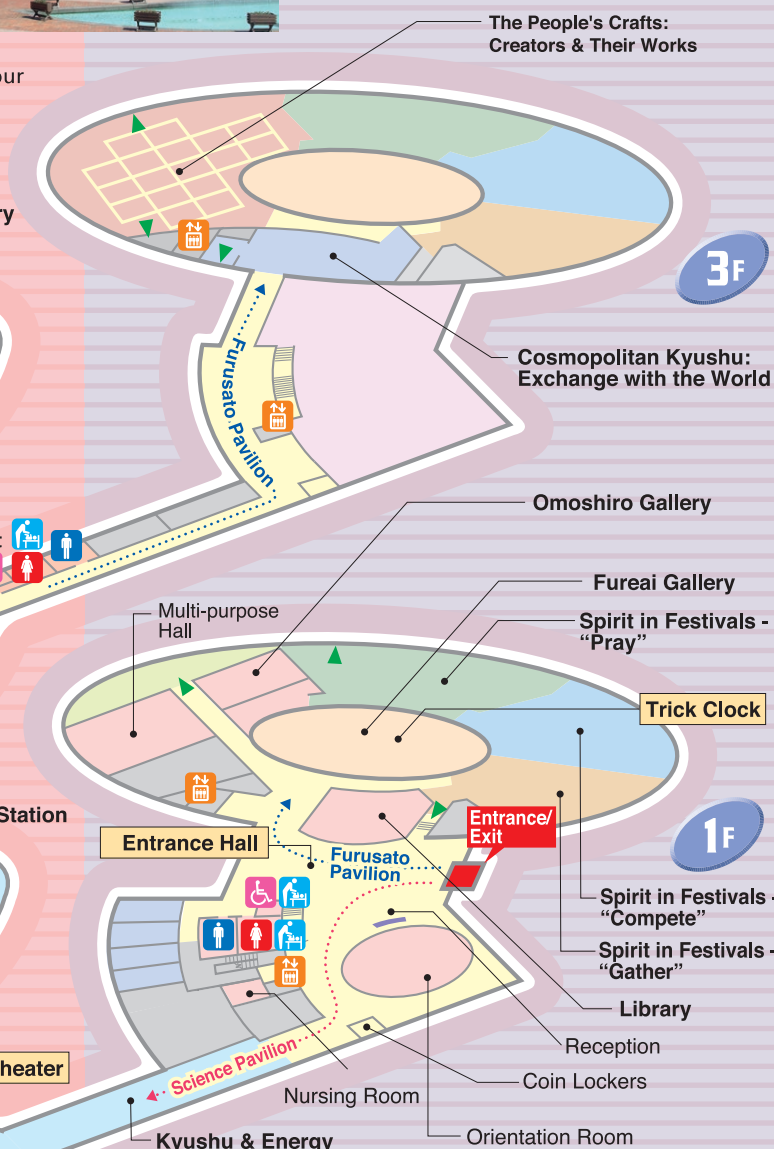 The People's Crafts:
Creators & Their Works
our
ry
3F
Cosmopolitan Kyushu:
Exchange with the World
Furusato Pavilion
Omoshiro Gallery
Fureai Gallery
Multi-purpose
Hall
Spirit in Festivals -
“Pray”
Trick Clock
Station
Entrance/
Exit
1F
Entrance Hall
Furusato
Pavilion
Spirit in Festivals -
“Compete”
Spirit in Festivals -
“Gather”
Library
Reception
heater
Science Pavilion
Coin Lockers
Nursing Room
Orientation Room
Kyushu & Energy